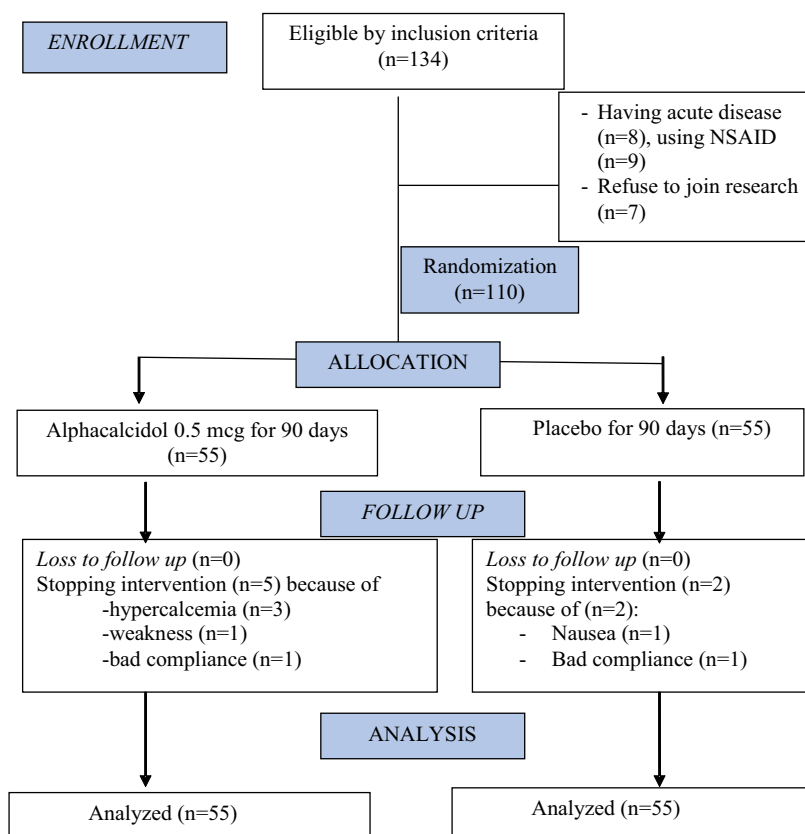 ENROLLMENT
Eligible by inclusion criteria
(n=134)
- Having acute disease
(n=8), using NSAID
(n=9)
- Refuse to join research
(n=7)
Randomization
(n=110)
ALLOCATION
Alphacalcidol 0.5 mcg for 90 days
(n=55)
Placebo for 90 days (n=55)
FOLLOW UP
Loss to follow up (n=0)
Stopping intervention (n=5) because of
-hypercalcemia (n=3)
-weakness (n=1)
-bad compliance (n=1)
Loss to follow up (n=0)
Stopping intervention (n=2)
because of (n=2):
- Nausea (n=1)
- Bad compliance (n=1)
ANALYSIS
Analyzed (n=55)
Analyzed (n=55)